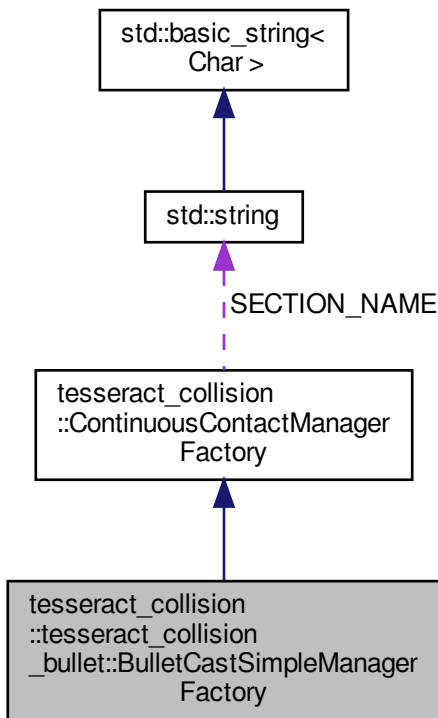 std::basic_string<
Char >
std::string
SECTION_NAME
tesseract_collision
::ContinuousContactManager
Factory
tesseract_collision
::tesseract_collision
_bullet::BulletCastSimpleManager
Factory